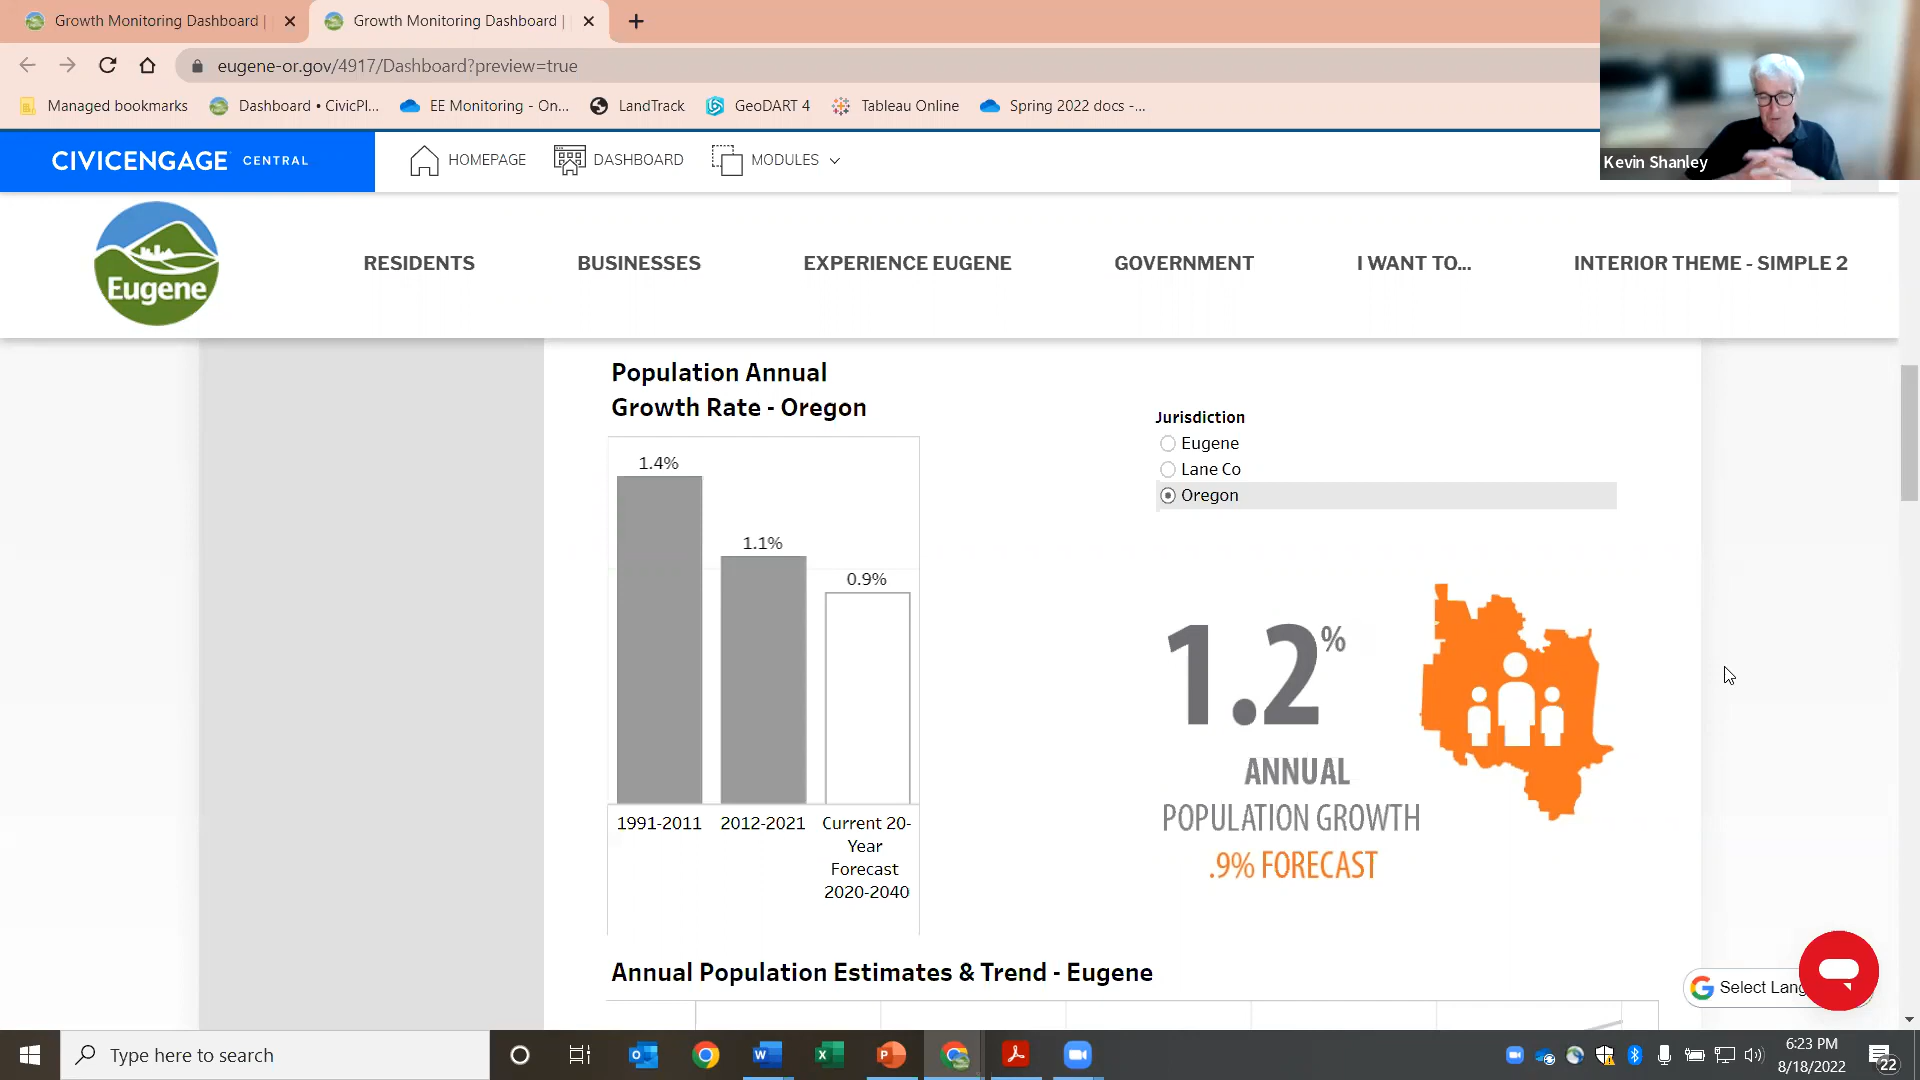 Growth Monitoring Dashboard |
Growth Monitoring Dashboard |
eugene-or.gov/4917/Dashboard?preview=true
Managed bookmarks
Dashboard • CivicPl...
EE Monitoring - On...
LandTrack
GeoDART 4
Tableau Online
Spring 2022 docs -...
CIVICENGAGE CENTRAL
HOMEPAGE
DASHBOARD
MODULES
Kevin Shanley
Eugene
RESIDENTS
BUSINESSES
EXPERIENCE EUGENE
GOVERNMENT
I WANT TO...
INTERIOR THEME - SIMPLE 2
Population Annual
Growth Rate - Oregon
1.4%
1.1%
0.9%
1991-2011
2012-2021
Current 20-
Year
Forecast
2020-2040
Jurisdiction
Eugene
Lane Co
Oregon
1.2%
ANNUAL
POPULATION GROWTH
.9% FORECAST
Annual Population Estimates & Trend - Eugene
Select Lang
Type here to search
6:23 PM
8/18/2022
22